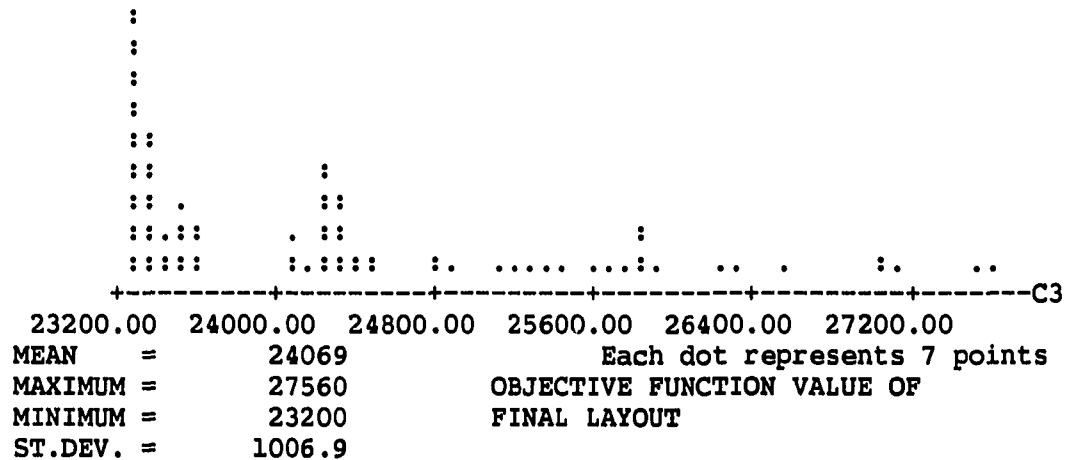 C3
23200.00 24000.00 24800.00 25600.00 26400.00 27200.00
MEAN = 24069 Each dot represents 7 points
MAXIMUM = 27560 OBJECTIVE FUNCTION VALUE OF
MINIMUM = 23200 FINAL LAYOUT
ST.DEV. = 1006.9